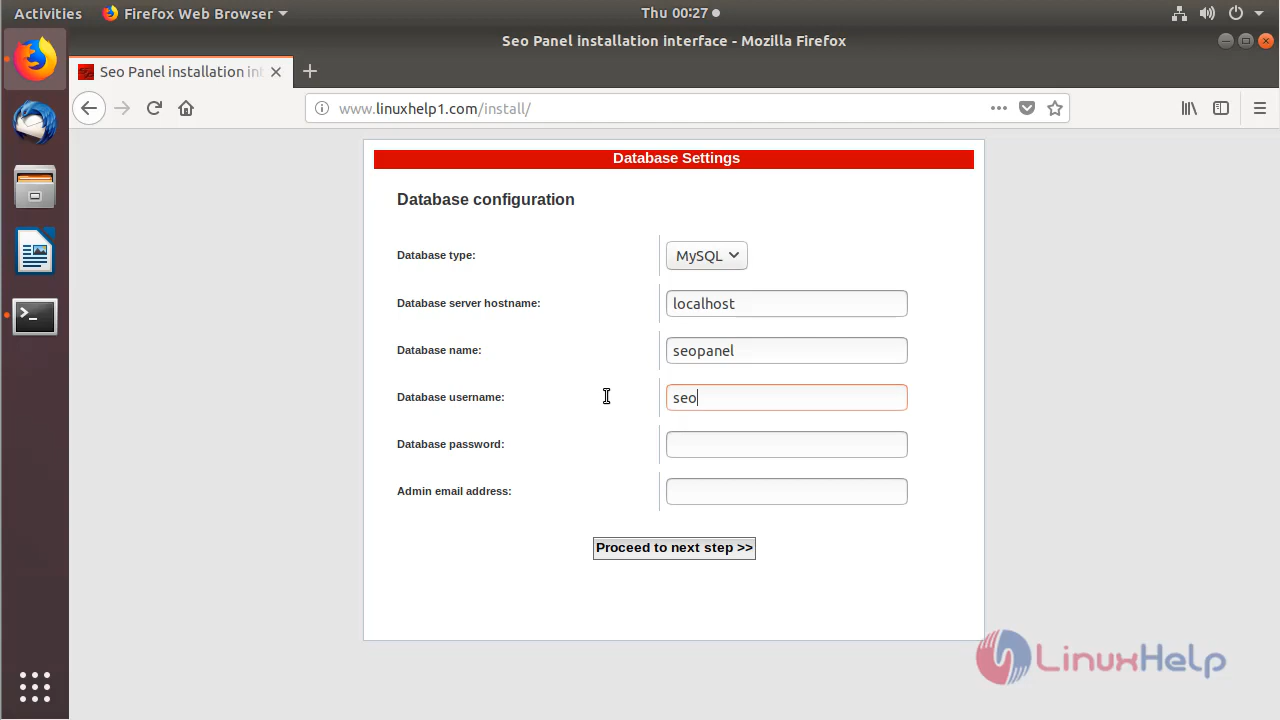 Activities
Firefox Web Browser
Thu 00:27
Seo Panel installation interface - Mozilla Firefox
Seo Panel installation in
www.linuxhelp1.com/install/
Database Settings
Database configuration
Database type:
MySQL
Database server hostname:
localhost
Database name:
seopanel
Database username:
seo
Database password:
Admin email address:
Proceed to next step >>
LinuxHelp